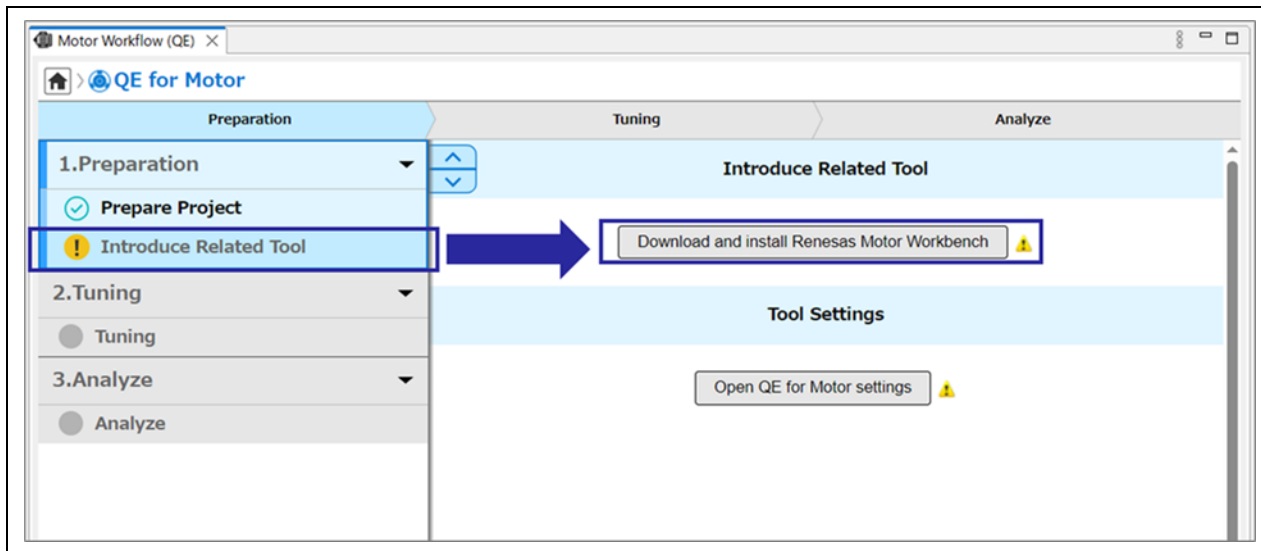 Motor Workflow (QE)
QE for Motor
Preparation
Tuning
Analyze
1.Preparation
Prepare Project
Introduce Related Tool
2.Tuning
Tuning
3.Analyze
Analyze
Introduce Related Tool
Download and install Renesas Motor Workbench
Tool Settings
Open QE for Motor settings